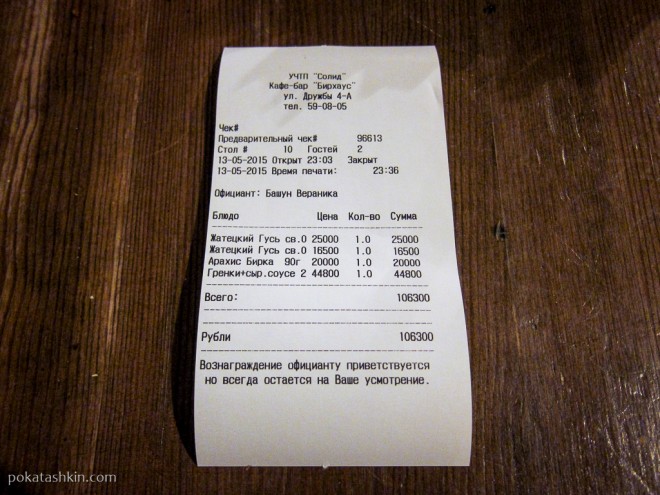 УЧТП "Солид"
Кафе-бар "Бирхаус"
ул. Дружбы 4-А
тел. 59-08-05
Чек#
Предварительный чек# 96613
Стол # 10 Гостей 2
13-05-2015 Открыт 23:03 Закрыт
13-05-2015 Время печати: 23:36
Официант: Башун Вераника
Блюдо Цена Кол-во Сумма
Жатецкий Гусь св.0 25000 1.0 25000
Жатецкий Гусь св.0 16500 1.0 16500
Арахис Бирка 90г 20000 1.0 20000
Гренки+сыр.соусе 2 44800 1.0 44800
Всего: 106300
Рубли 106300
Вознаграждение официанту приветствуется
но всегда остается на Ваше усмотрение.
pokatashkin.com